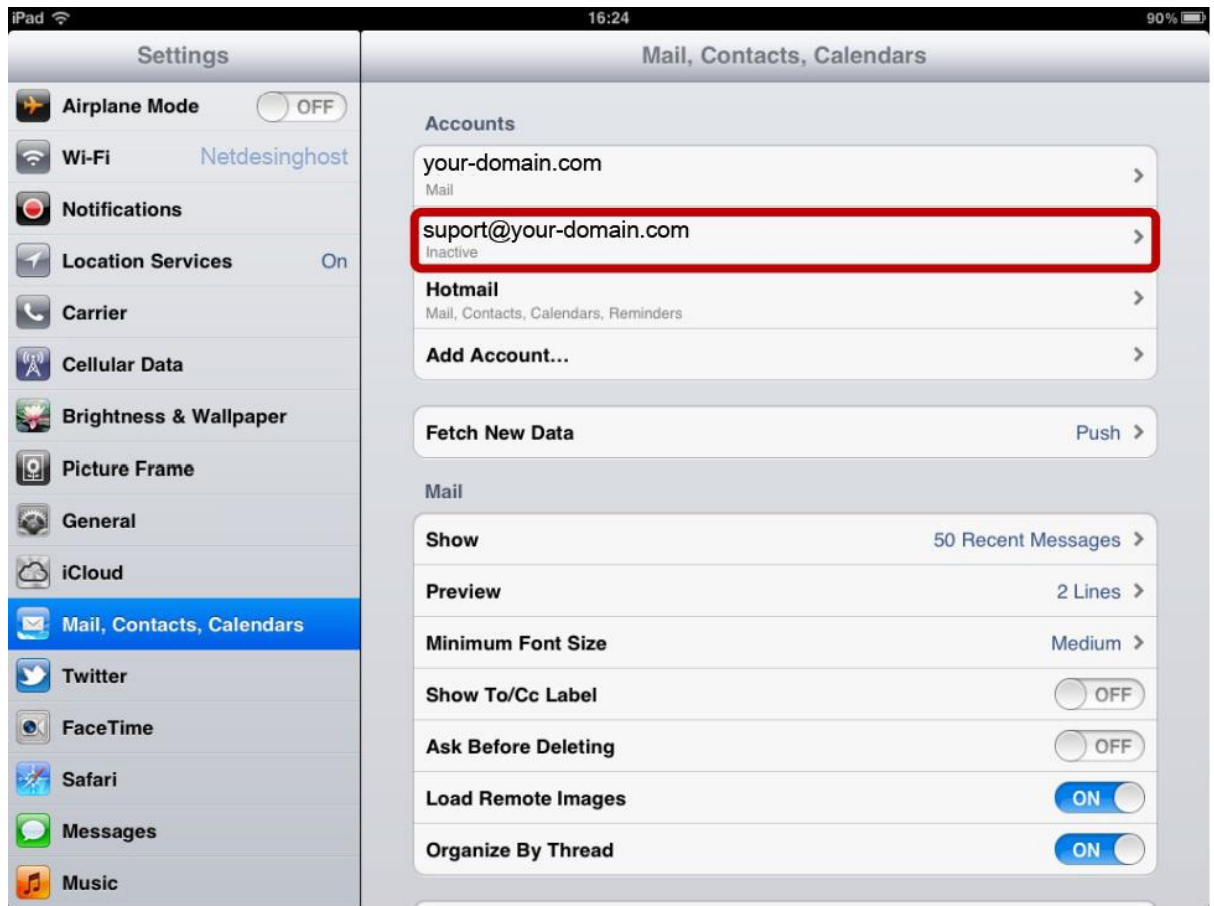 iPad 16:24 90%
Settings
Airplane Mode OFF
Wi-Fi Netdesinghost
Notifications
Location Services On
Carrier
Cellular Data
Brightness & Wallpaper
Picture Frame
General
iCloud
Mail, Contacts, Calendars
Twitter
FaceTime
Safari
Messages
Music
Mail, Contacts, Calendars
Accounts
your-domain.com
Mail
suport@your-domain.com
Inactive
Hotmail
Mail, Contacts, Calendars, Reminders
Add Account...
Fetch New Data Push
Mail
Show 50 Recent Messages
Preview 2 Lines
Minimum Font Size Medium
Show To/Cc Label OFF
Ask Before Deleting OFF
Load Remote Images ON
Organize By Thread ON